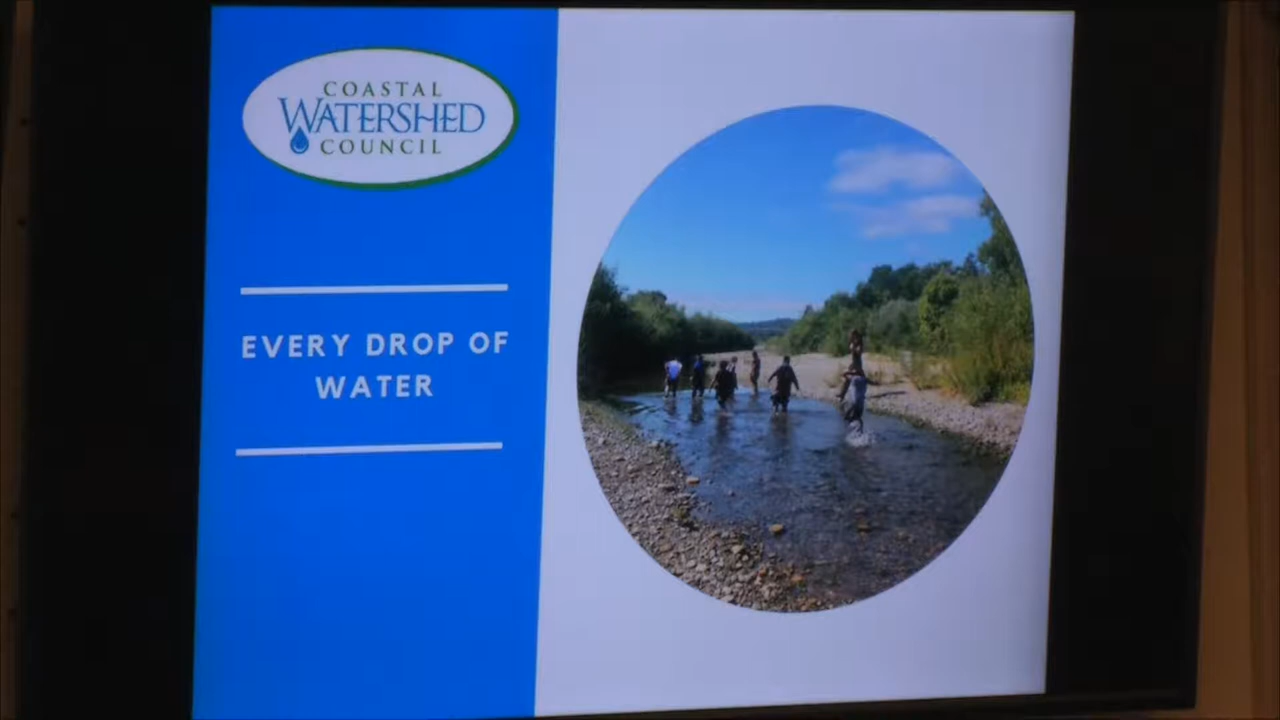 COASTAL
WATERSHED
COUNCIL
EVERY DROP OF
WATER